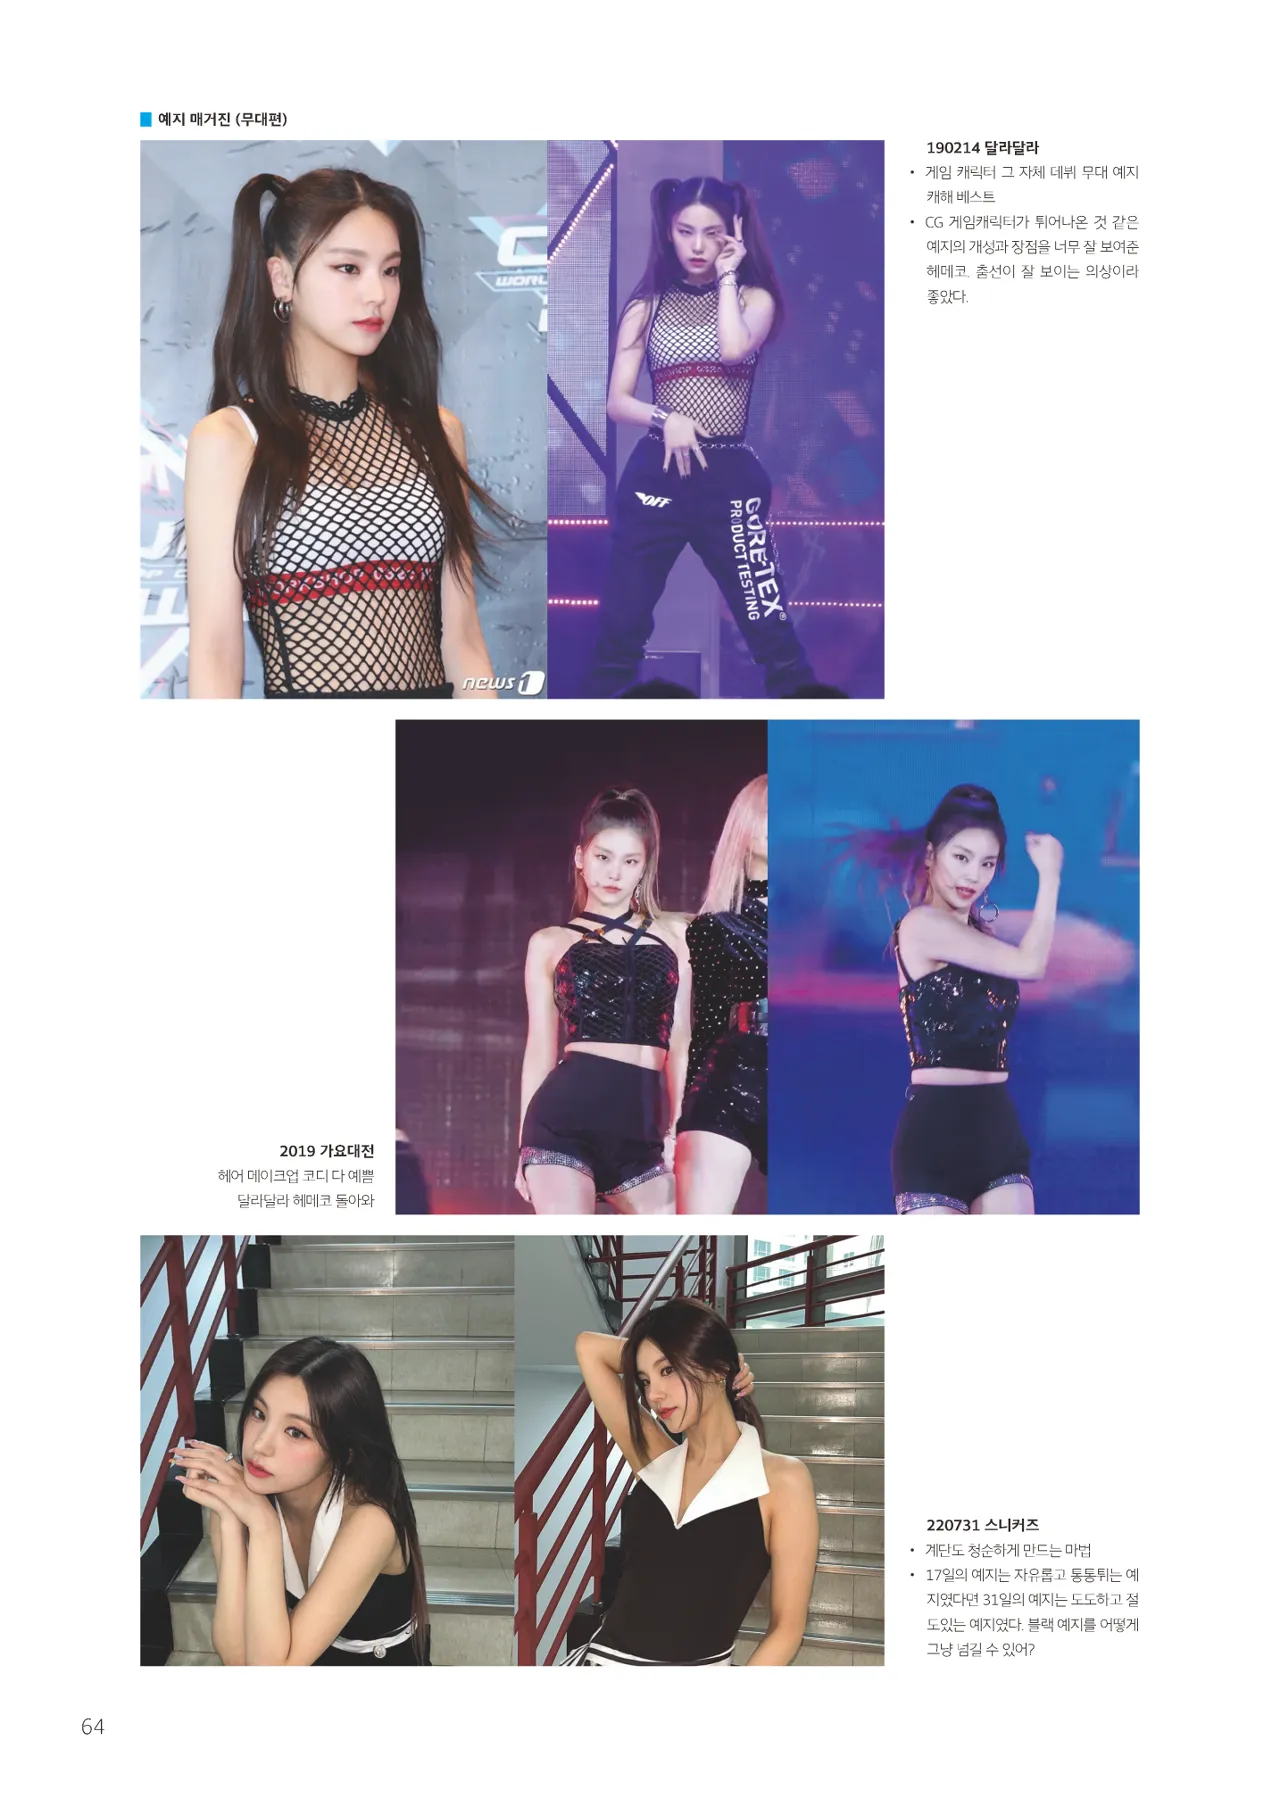 예지 매거진 (무대편)
190214 달라달라
• 게임 캐릭터 그 자체 데뷔 무대 예지
캐해 베스트
• CG 게임캐릭터가 튀어나온 것 같은
예지의 개성과 장점을 너무 잘 보여준
헤메코. 춤선이 잘 보이는 의상이라
좋았다.
WORL
news1
OFF
GORE-TEX®
PRODUCT TESTING
2019 가요대전
헤어 메이크업 코디 다 예쁜
달라달라 헤메코 돌아와
220731 스니커즈
• 계단도 청순하게 만드는 마법
• 17일의 예지는 자유롭고 통통튀는 예
지였다면 31일의 예지는 도도하고 절
도있는 예지였다. 블랙 예지를 어떻게
그냥 넘길 수 있어?
64